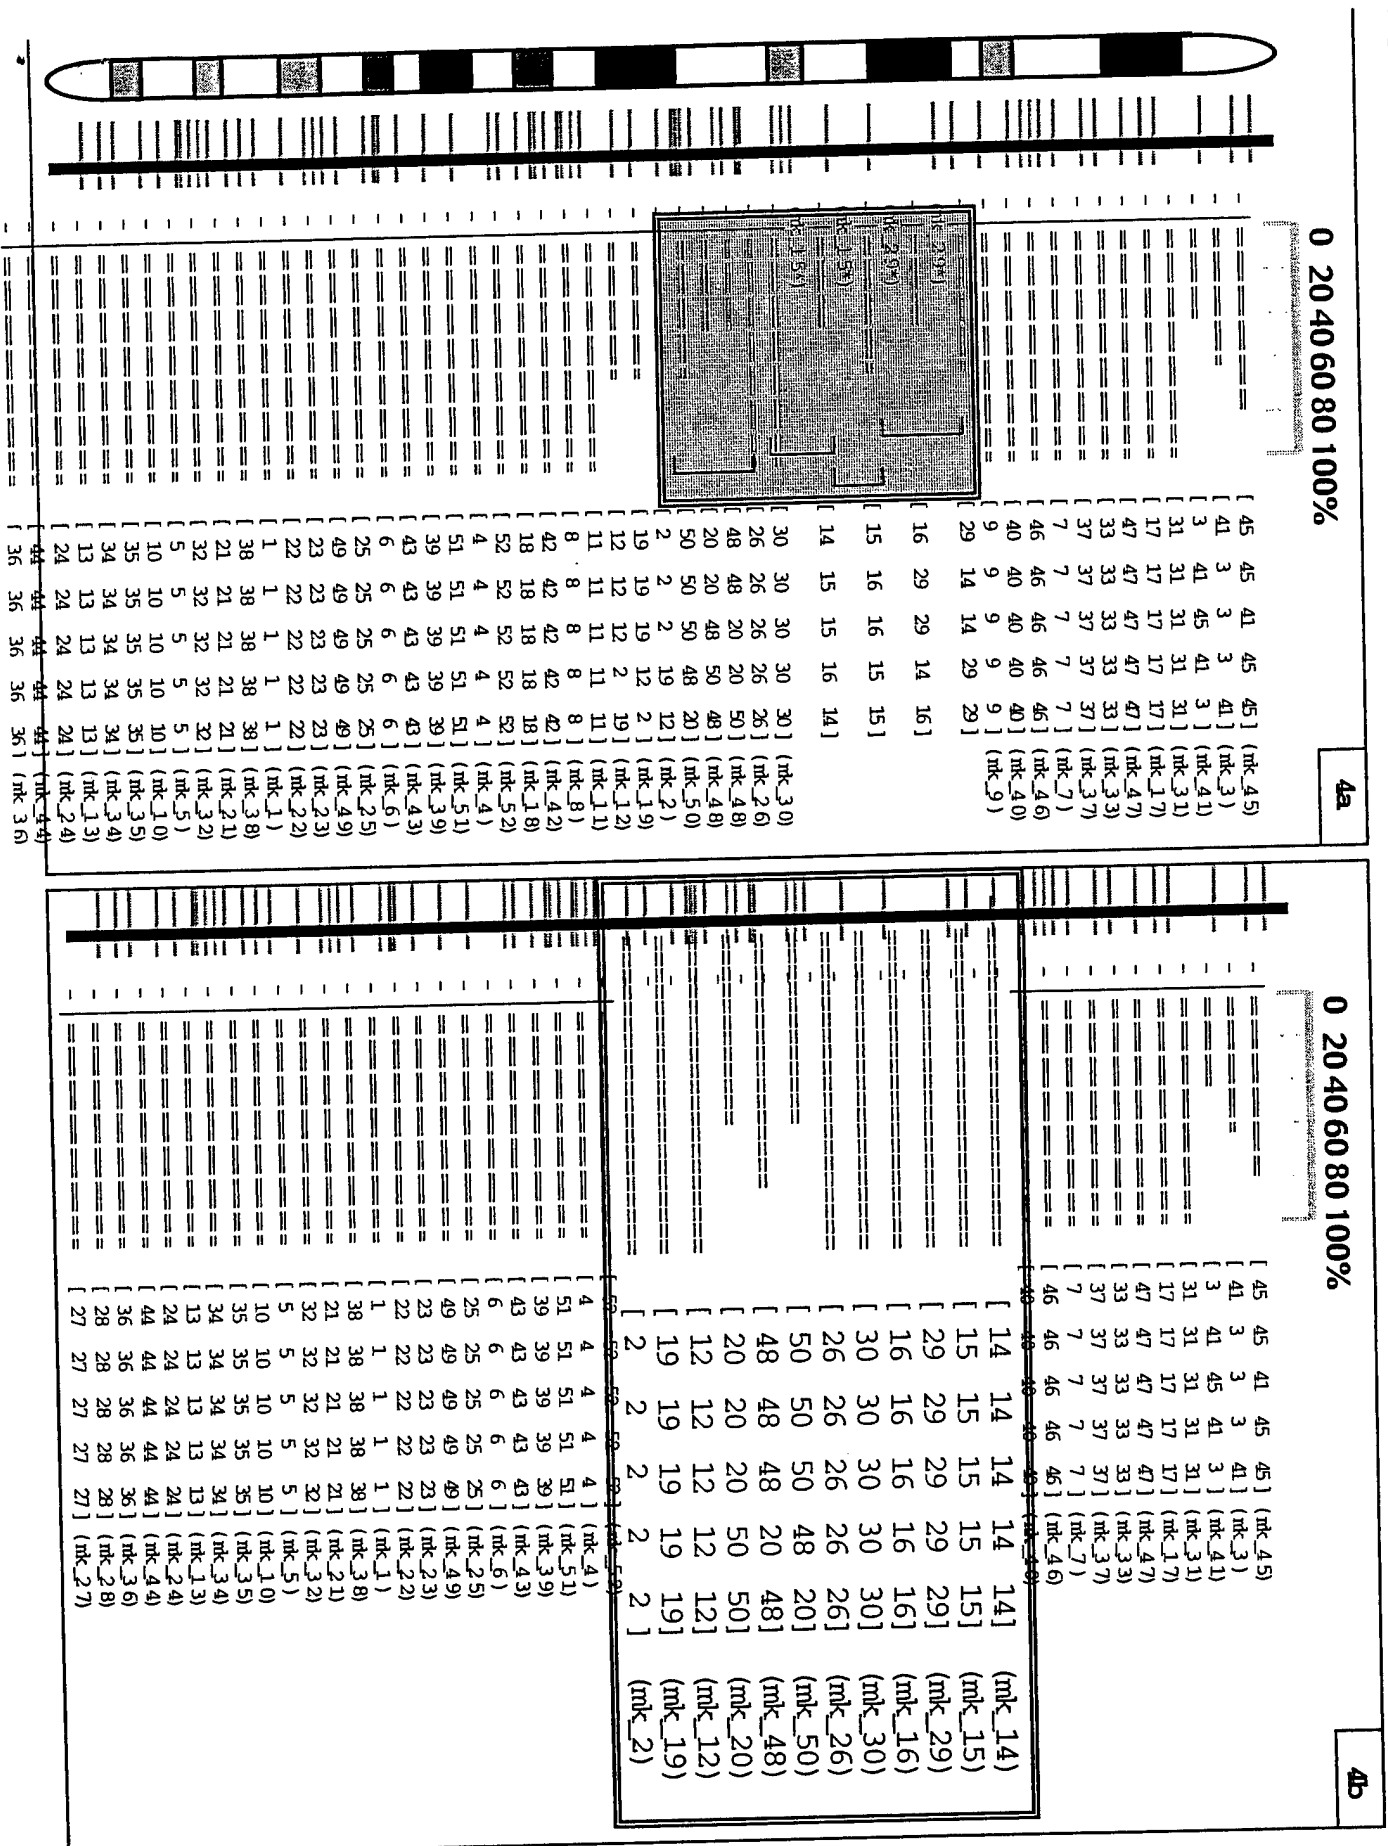 4a
0 20 40 60 80 100%
[ 45 45 41 45 45] (mk_45)
[ 41 3 3 3 41] (mk_3)
[ 3 41 45 41 3 ] (mk_41)
[ 31 31 31 31 31] (mk_31)
[ 17 17 17 17 17] (mk_17)
[ 47 47 47 47 47] (mk_47)
[ 33 33 33 33 33] (mk_33)
[ 37 37 37 37 37] (mk_37)
[ 7 7 7 7 7 ] (mk_7)
[ 46 46 46 46 46] (mk_46)
[ 40 40 40 40 40] (mk_40)
[ 9 9 9 9 9 ] (mk_9)
[ 29 14 14 29 29]
mk_29*)
[ 16 29 29 14 16]
mk_29*)
[ 15 16 16 15 15]
mk_15*)
[ 14 15 15 16 14]
mk_15*)
[ 30 30 30 30 30] (mk_30)
[ 26 26 26 26 26] (mk_26)
[ 48 48 20 20 50] (mk_48)
[ 20 20 48 50 48] (mk_48)
[ 50 50 50 48 20] (mk_50)
[ 2 2 2 19 12] (mk_2)
[ 19 19 19 12 2 ] (mk_19)
[ 12 12 12 2 19] (mk_12)
[ 11 11 11 11 11] (mk_11)
[ 8 8 8 8 8 ] (mk_8)
[ 42 42 42 42 42] (mk_42)
[ 18 18 18 18 18] (mk_18)
[ 52 52 52 52 52] (mk_52)
[ 4 4 4 4 4 ] (mk_4)
[ 51 51 51 51 51] (mk_51)
[ 39 39 39 39 39] (mk_39)
[ 43 43 43 43 43] (mk_43)
[ 6 6 6 6 6 ] (mk_6)
[ 25 25 25 25 25] (mk_25)
[ 49 49 49 49 49] (mk_49)
[ 23 23 23 23 23] (mk_23)
[ 22 22 22 22 22] (mk_22)
[ 1 1 1 1 1 ] (mk_1)
[ 38 38 38 38 38] (mk_38)
[ 21 21 21 21 21] (mk_21)
[ 32 32 32 32 32] (mk_32)
[ 5 5 5 5 5 ] (mk_5)
[ 10 10 10 10 10] (mk_10)
[ 35 35 35 35 35] (mk_35)
[ 34 34 34 34 34] (mk_34)
[ 13 13 13 13 13] (mk_13)
[ 24 24 24 24 24] (mk_24)
[ 44 44 44 44 44] (mk_44)
[ 36 36 36 36 36] (mk_36)
4b
0 20 40 60 80 100%
[ 45 45 41 45 45] (mk_45)
[ 41 3 3 3 41] (mk_3)
[ 3 41 45 41 3 ] (mk_41)
[ 31 31 31 31 31] (mk_31)
[ 17 17 17 17 17] (mk_17)
[ 47 47 47 47 47] (mk_47)
[ 33 33 33 33 33] (mk_33)
[ 37 37 37 37 37] (mk_37)
[ 7 7 7 7 7 ] (mk_7)
[ 46 46 46 46 46] (mk_46)
[ 40 40 40 40 40] (mk_40)
[ 14 14 14 14 14] (mk_14)
[ 15 15 15 15 15] (mk_15)
[ 29 29 29 29 29] (mk_29)
[ 16 16 16 16 16] (mk_16)
[ 30 30 30 30 30] (mk_30)
[ 26 26 26 26 26] (mk_26)
[ 50 50 50 48 20] (mk_50)
[ 48 48 48 20 48] (mk_48)
[ 20 20 20 50 50] (mk_20)
[ 12 12 12 12 12] (mk_12)
[ 19 19 19 19 19] (mk_19)
[ 2 2 2 2 2 ] (mk_2)
[ 52 52 52 52 52] (mk_52)
[ 4 4 4 4 4 ] (mk_4)
[ 51 51 51 51 51] (mk_51)
[ 39 39 39 39 39] (mk_39)
[ 43 43 43 43 43] (mk_43)
[ 6 6 6 6 6 ] (mk_6)
[ 25 25 25 25 25] (mk_25)
[ 49 49 49 49 49] (mk_49)
[ 23 23 23 23 23] (mk_23)
[ 22 22 22 22 22] (mk_22)
[ 1 1 1 1 1 ] (mk_1)
[ 38 38 38 38 38] (mk_38)
[ 21 21 21 21 21] (mk_21)
[ 32 32 32 32 32] (mk_32)
[ 5 5 5 5 5 ] (mk_5)
[ 10 10 10 10 10] (mk_10)
[ 35 35 35 35 35] (mk_35)
[ 34 34 34 34 34] (mk_34)
[ 13 13 13 13 13] (mk_13)
[ 24 24 24 24 24] (mk_24)
[ 44 44 44 44 44] (mk_44)
[ 36 36 36 36 36] (mk_36)
[ 28 28 28 28 28] (mk_28)
[ 27 27 27 27 27] (mk_27)